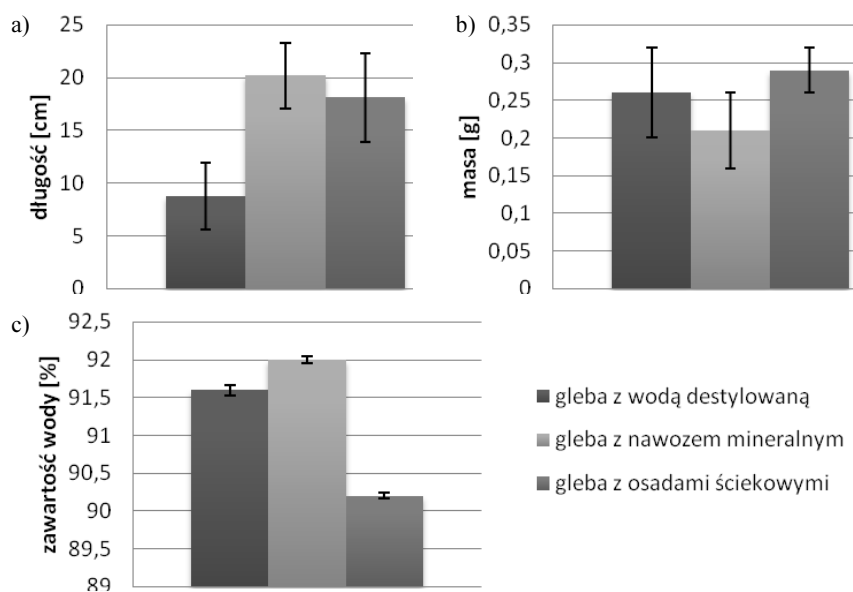 a)
długość [cm]
25
20
15
10
5
0
b)
masa [g]
0,35
0,3
0,25
0,2
0,15
0,1
0,05
0
c)
zawartość wody [%]
92,5
92
91,5
91
90,5
90
89,5
89
gleba z wodą destylowaną
gleba z nawozem mineralnym
gleba z osadami ściekowymi